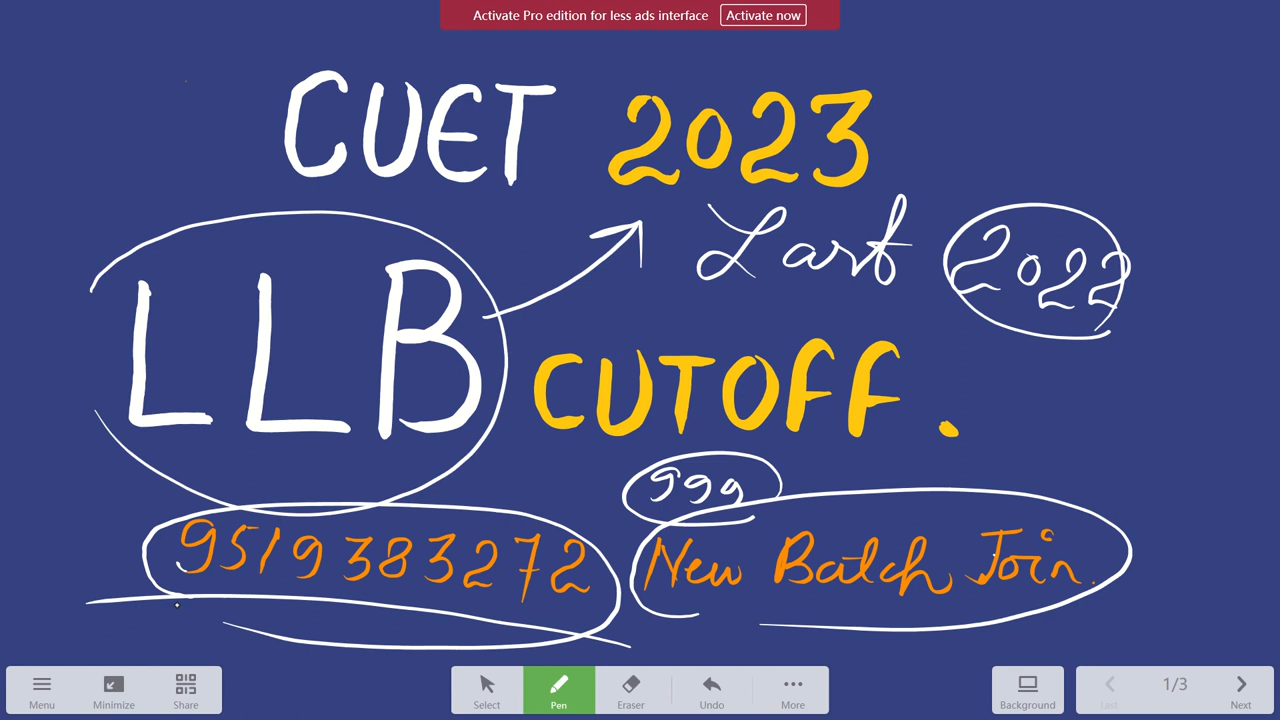 Activate Pro edition for less ads interface Activate now
CUET 2023
Last 2022
LLB CUTOFF.
999
9519383272 New Batch Join.
Menu Minimize Share Select Pen Eraser Undo More Background Last 1/3 Next